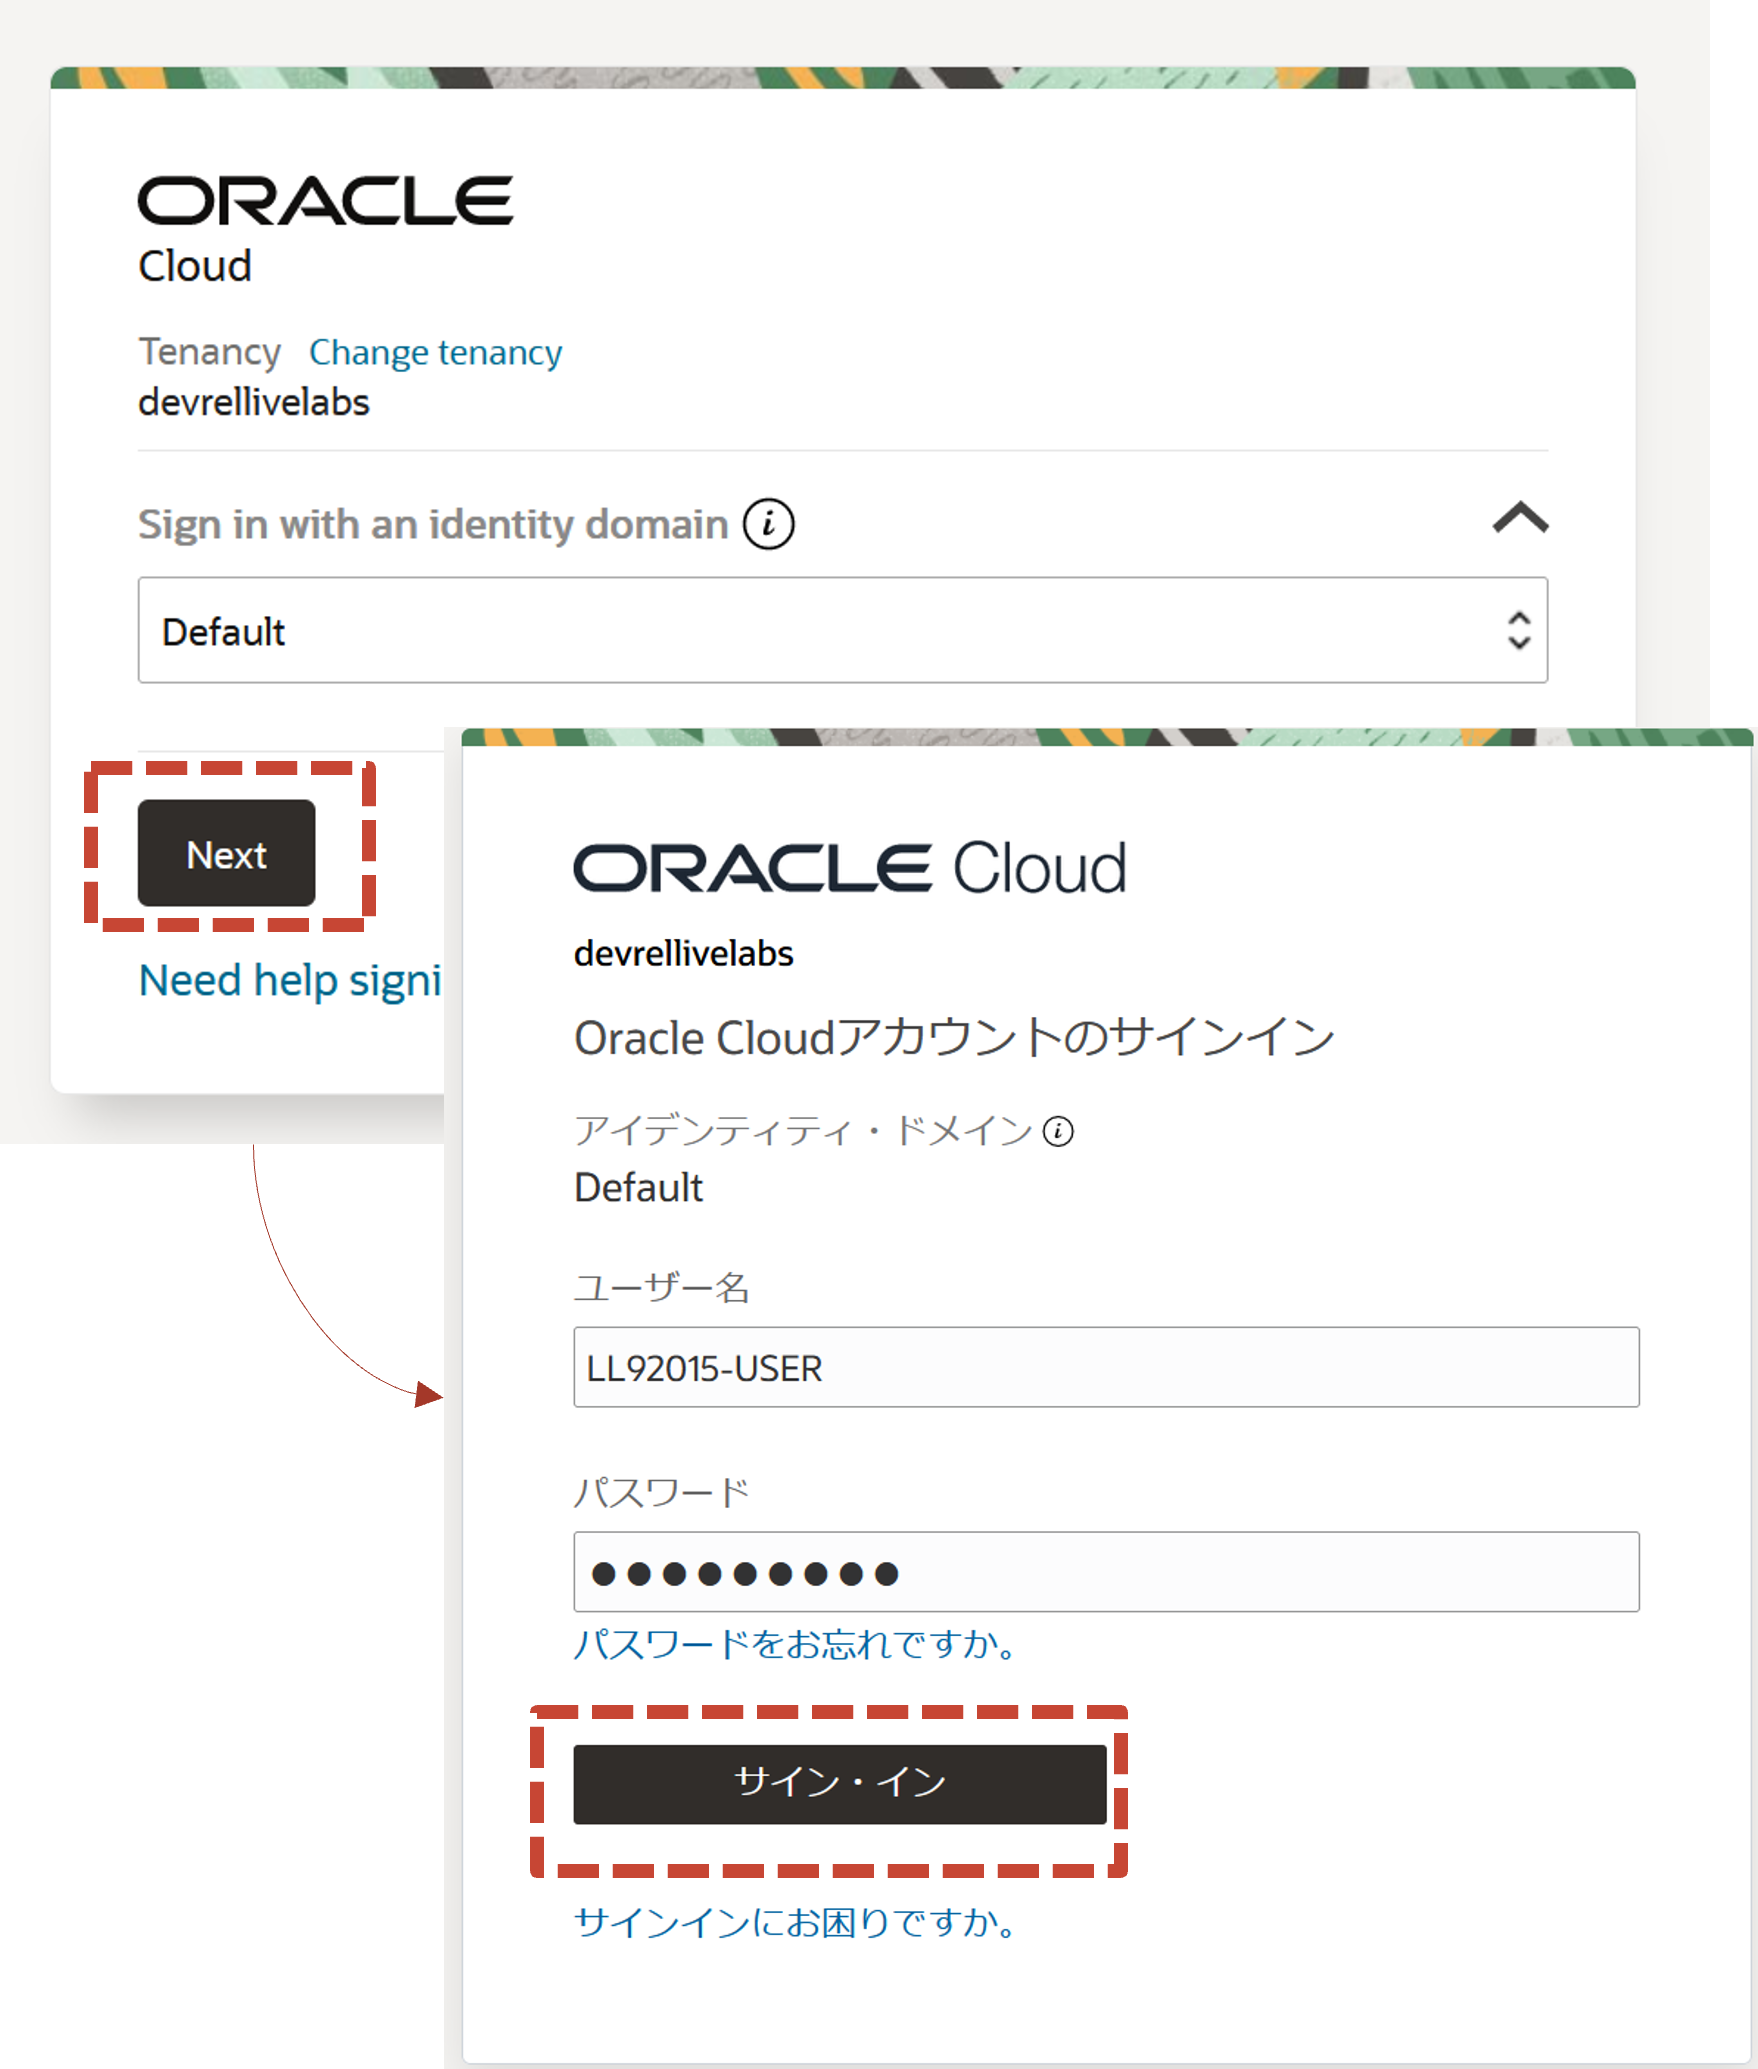 ORACLE
Cloud
Tenancy Change tenancy
devrellivelabs
Sign in with an identity domain
Default
Next
Need help signi
ORACLE Cloud
devrellivelabs
Oracle Cloudアカウントのサインイン
アイデンティティ・ドメイン
Default
ユーザー名
LL92015-USER
パスワード
●●●●●●●●●
パスワードをお忘れですか。
サイン・イン
サインインにお困りですか。